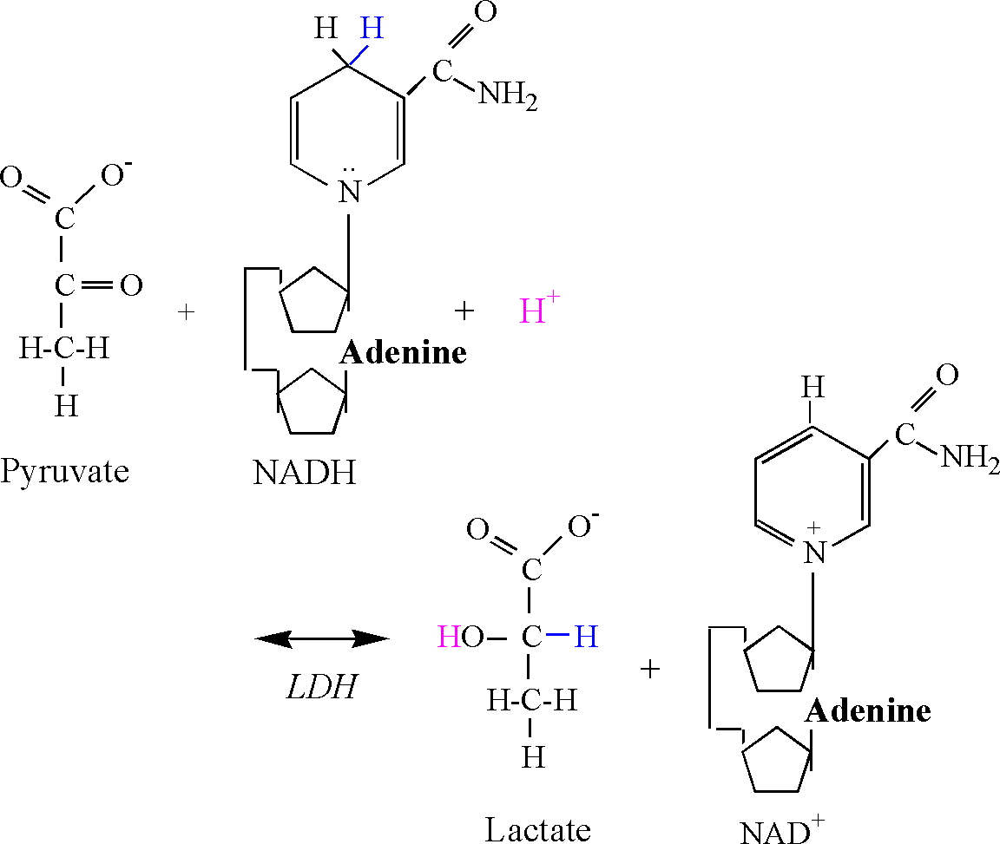 H H O
C
NH2
O O-
N
C
C O
+ + H+
H-C-H
Adenine
H
Pyruvate NADH
H O
C
NH2
O O-
+
N
C
HO C H
LDH
+
H-C-H
Adenine
H
Lactate NAD+